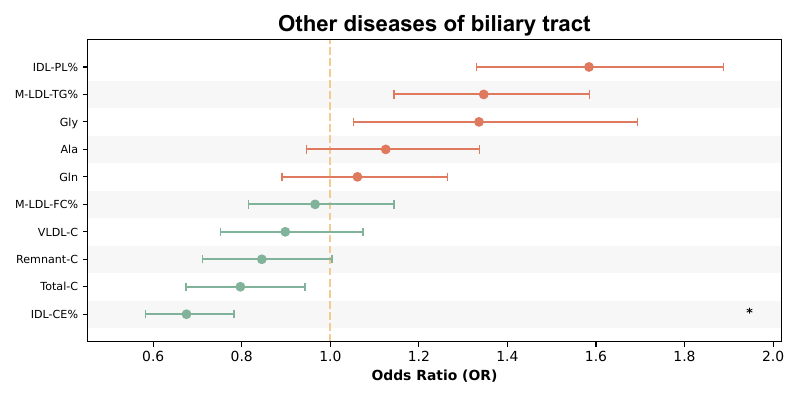 Other diseases of biliary tract
IDL-PL%
M-LDL-TG%
Gly
Ala
Gln
M-LDL-FC%
VLDL-C
Remnant-C
Total-C
IDL-CE%
*
0.6 0.8 1.0 1.2 1.4 1.6 1.8 2.0
Odds Ratio (OR)